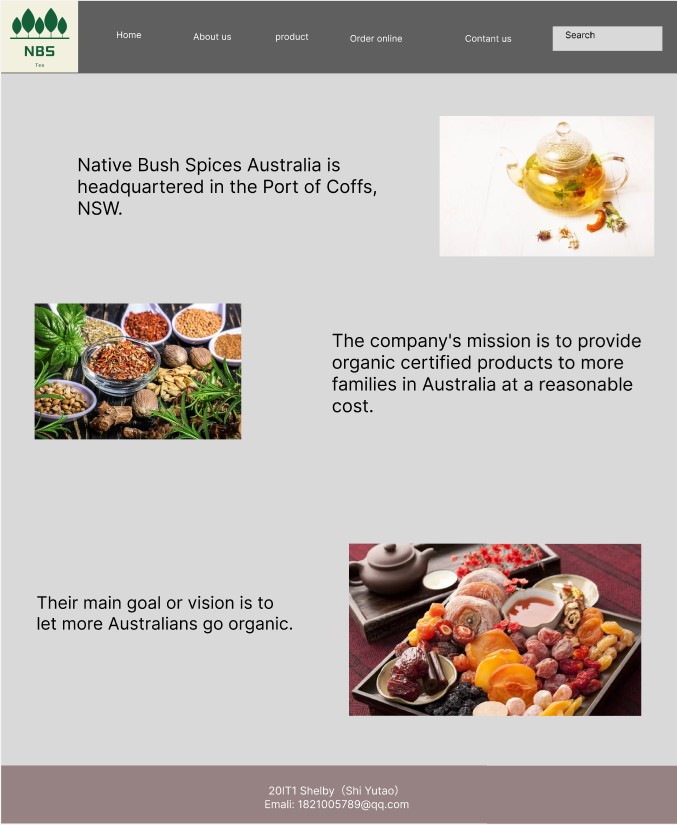 NBS
Tea
Home
About us
product
Order online
Contant us
Search
Native Bush Spices Australia is
headquartered in the Port of Coffs,
NSW.
The company's mission is to provide
organic certified products to more
families in Australia at a reasonable
cost.
Their main goal or vision is to
let more Australians go organic.
20IT1 Shelby（Shi Yutao）
Emali: 1821005789@qq.com